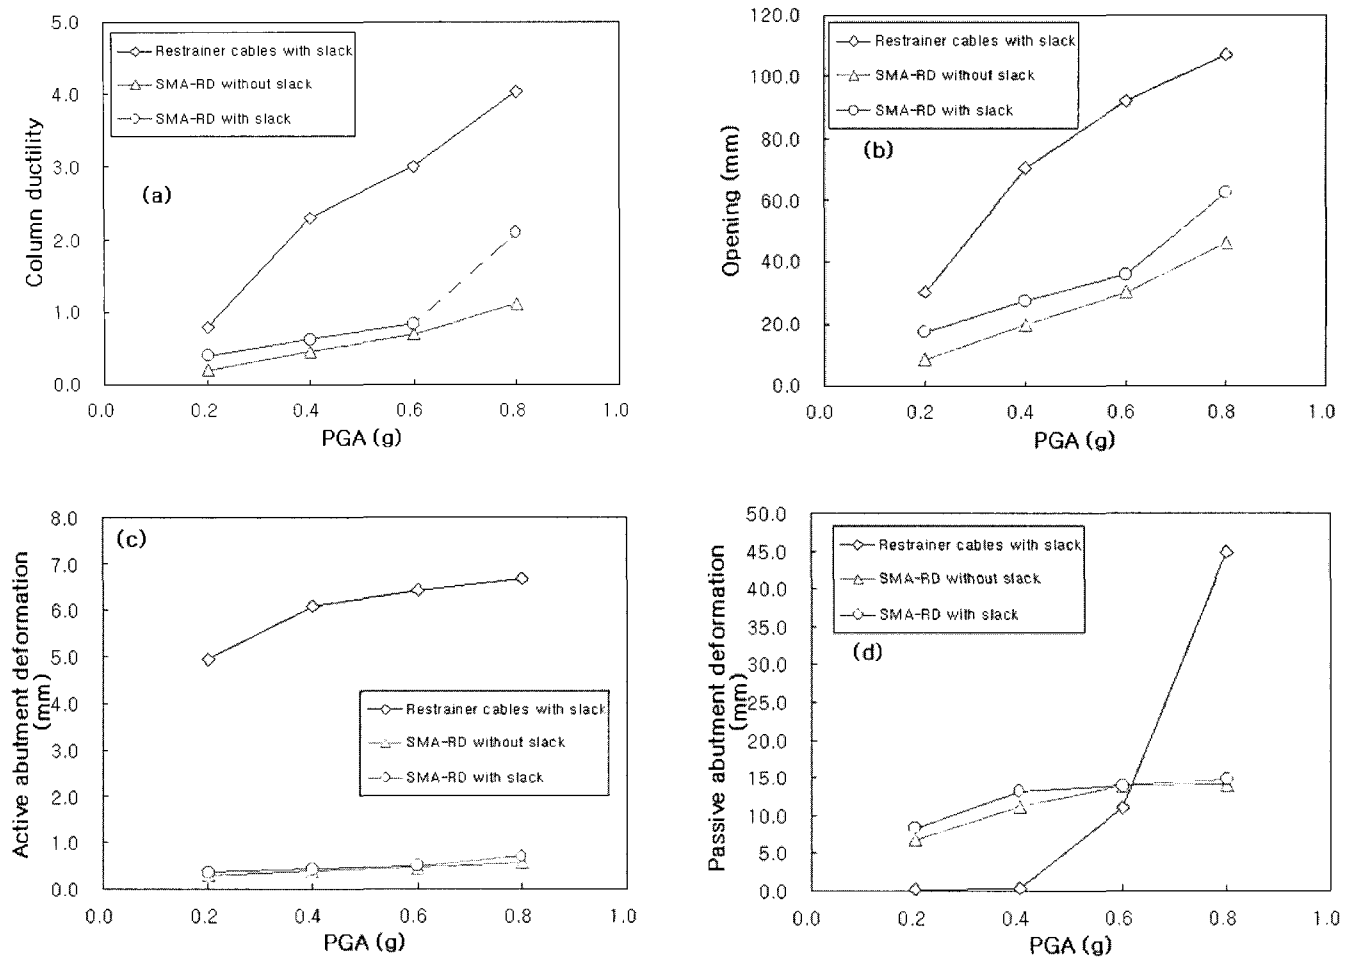 5.0
4.0
3.0
2.0
1.0
0.0
Column ductility
Restrainer cables with slack
SMA-RD without slack
SMA-RD with slack
(a)
0.0 0.2 0.4 0.6 0.8 1.0
PGA (g)
120.0
100.0
80.0
60.0
40.0
20.0
0.0
Opening (mm)
Restrainer cables with slack
SMA-RD without slack
SMA-RD with slack
(b)
0.0 0.2 0.4 0.6 0.8 1.0
PGA (g)
8.0
7.0
6.0
5.0
4.0
3.0
2.0
1.0
0.0
Active abutment deformation
(mm)
(c)
Restrainer cables with slack
SMA-RD without slack
SMA-RD with slack
0.0 0.2 0.4 0.6 0.8 1.0
PGA (g)
50.0
45.0
40.0
35.0
30.0
25.0
20.0
15.0
10.0
5.0
0.0
Passive abutment deformation
(mm)
Restrainer cables with slack
SMA-RD without slack
SMA-RD with slack
(d)
0.0 0.2 0.4 0.6 0.8 1.0
PGA (g)